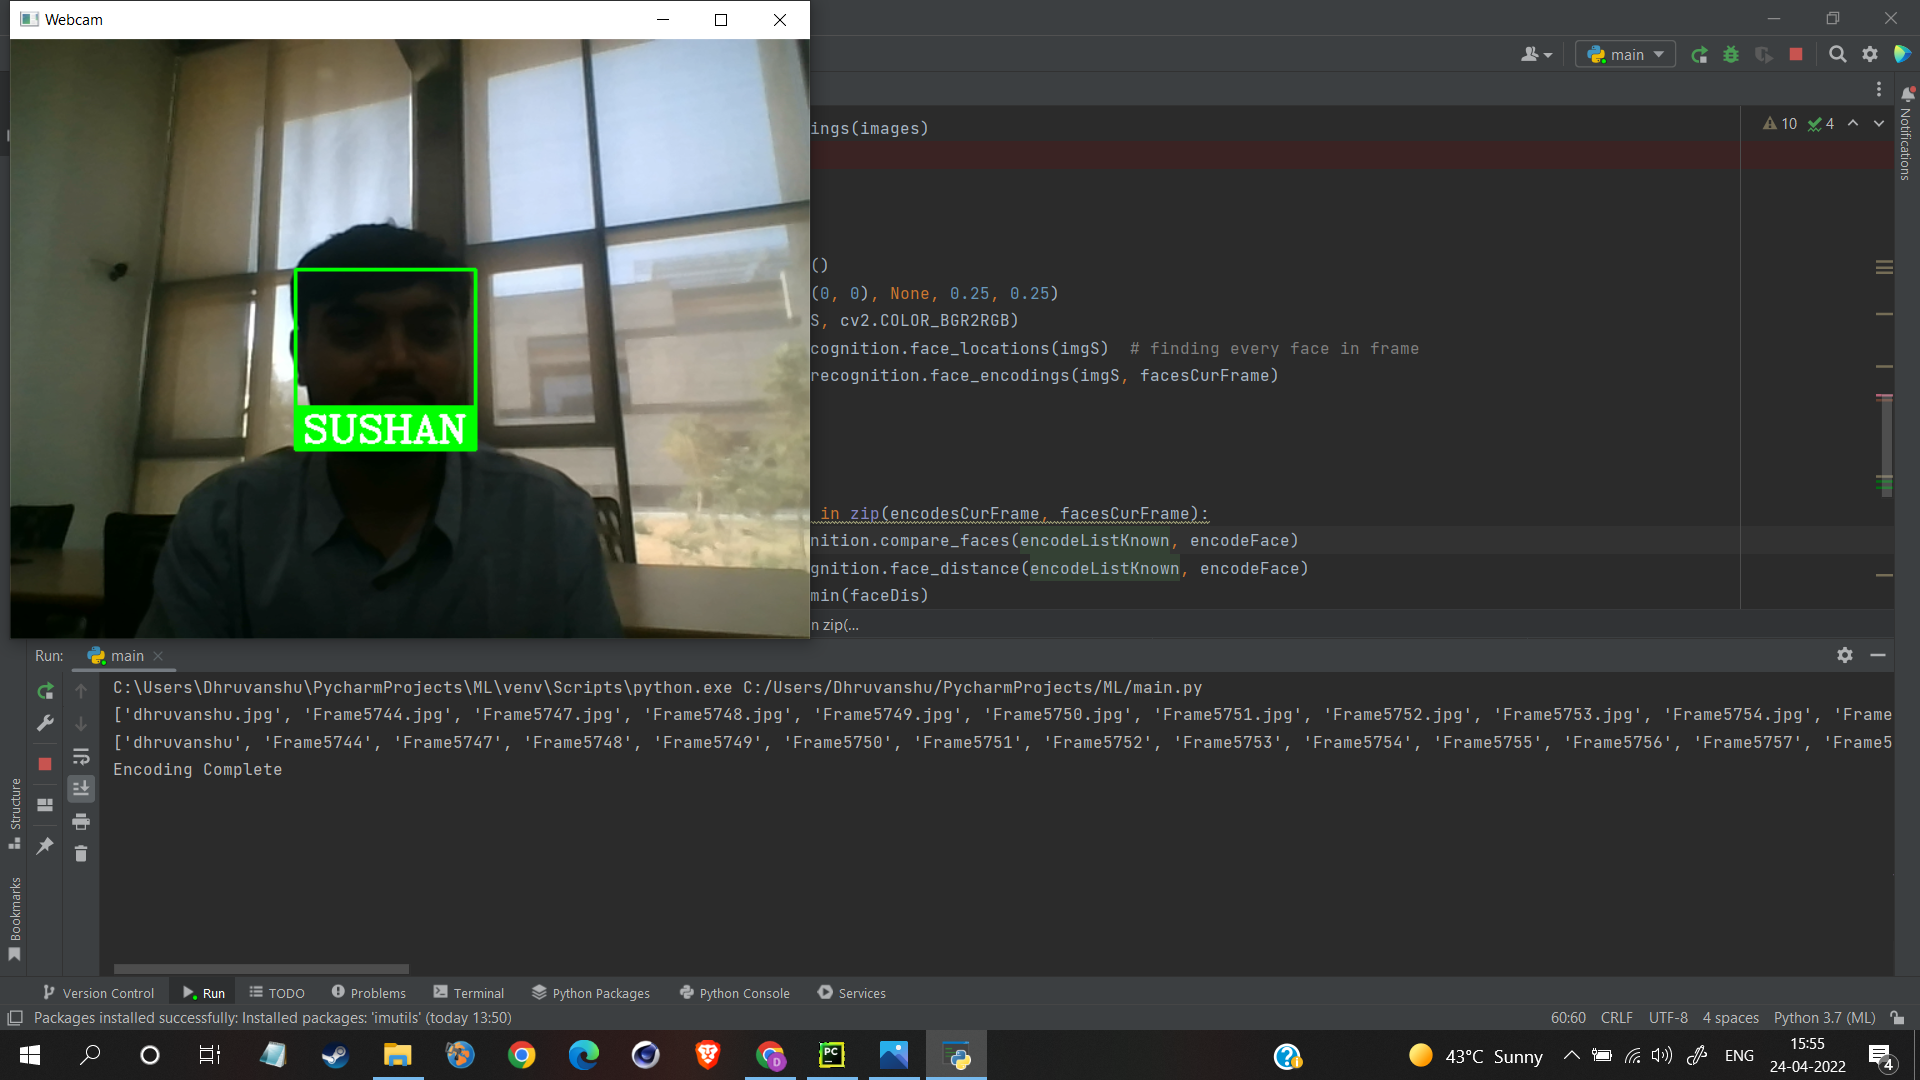 Webcam
SUSHAN
main
ings(images)
10 4
Notifications
()
(0, 0), None, 0.25, 0.25)
S, cv2.COLOR_BGR2RGB)
cognition.face_locations(imgS)  # finding every face in frame
recognition.face_encodings(imgS, facesCurFrame)
in zip(encodesCurFrame, facesCurFrame):
nition.compare_faces(encodeListKnown, encodeFace)
gnition.face_distance(encodeListKnown, encodeFace)
min(faceDis)
n zip(...
Run: main
C:\Users\Dhruvanshu\PycharmProjects\ML\venv\Scripts\python.exe C:/Users/Dhruvanshu/PycharmProjects/ML/main.py
['dhruvanshu.jpg', 'Frame5744.jpg', 'Frame5747.jpg', 'Frame5748.jpg', 'Frame5749.jpg', 'Frame5750.jpg', 'Frame5751.jpg', 'Frame5752.jpg', 'Frame5753.jpg', 'Frame5754.jpg', 'Frame
['dhruvanshu', 'Frame5744', 'Frame5747', 'Frame5748', 'Frame5749', 'Frame5750', 'Frame5751', 'Frame5752', 'Frame5753', 'Frame5754', 'Frame5755', 'Frame5756', 'Frame5757', 'Frame5
Encoding Complete
Structure
Bookmarks
Version Control Run TODO Problems Terminal Python Packages Python Console Services
Packages installed successfully: Installed packages: 'imutils' (today 13:50)
60:60 CRLF UTF-8 4 spaces Python 3.7 (ML)
D
PC
43°C Sunny
ENG
15:55
24-04-2022
4